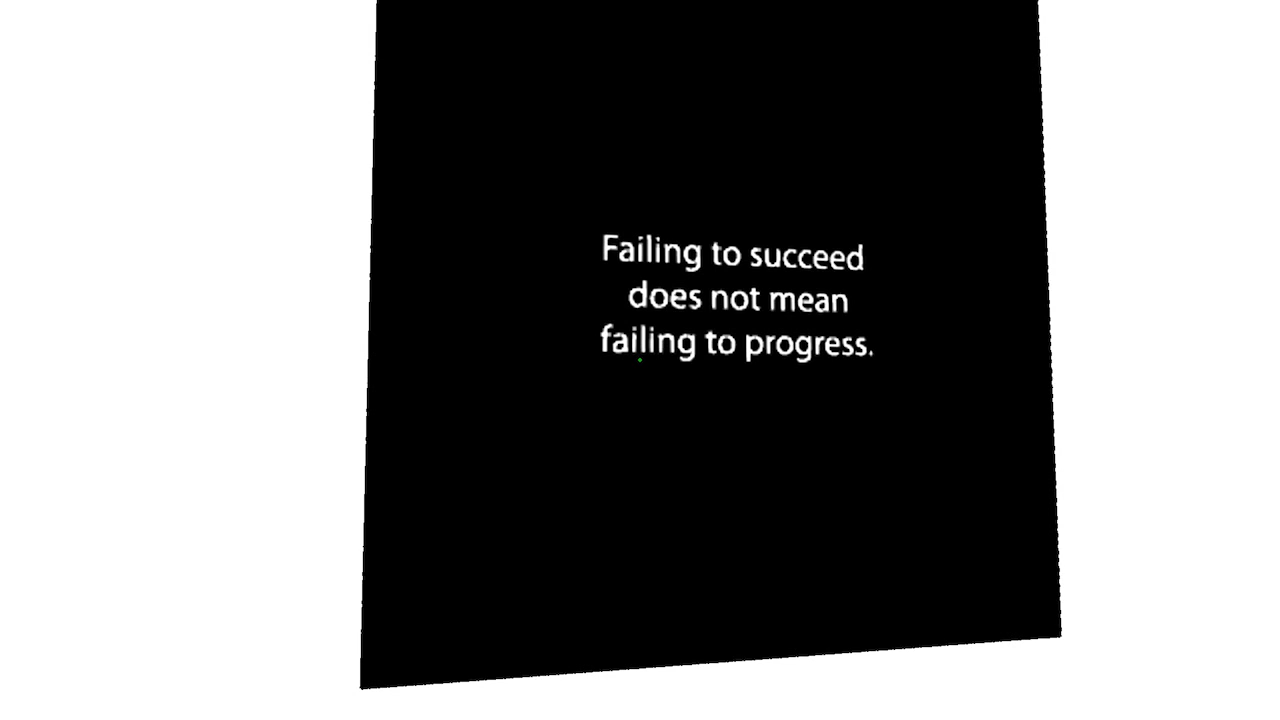 Failing to succeed
does not mean
failing to progress.